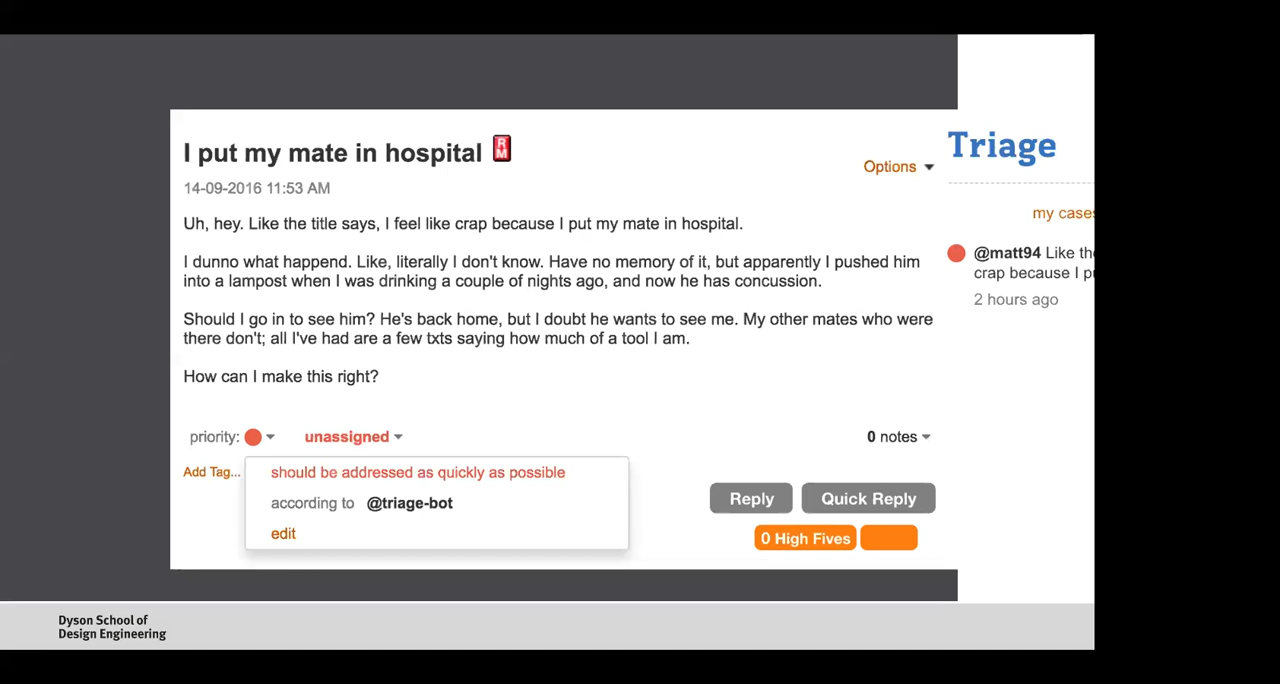 I put my mate in hospital RM
14-09-2016 11:53 AM
Options
Uh, hey. Like the title says, I feel like crap because I put my mate in hospital.
I dunno what happend. Like, literally I don't know. Have no memory of it, but apparently I pushed him
into a lampost when I was drinking a couple of nights ago, and now he has concussion.
Should I go in to see him? He's back home, but I doubt he wants to see me. My other mates who were
there don't; all I've had are a few txts saying how much of a tool I am.
How can I make this right?
priority:
unassigned
0 notes
Add Tag...
should be addressed as quickly as possible
according to @triage-bot
edit
Reply
Quick Reply
0 High Fives
Triage
my cases
@matt94 Like the
crap because I p
2 hours ago
Dyson School of
Design Engineering